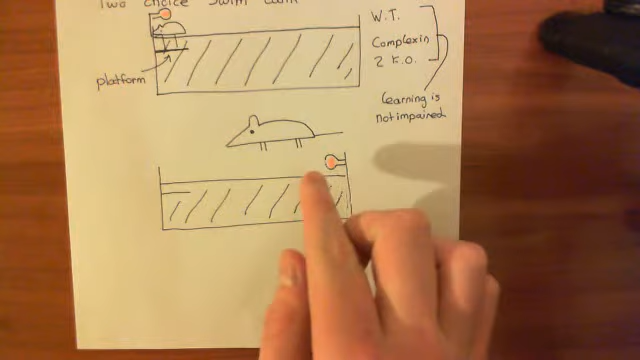 Two choice swim tank
W.T.
Complexin
2 K.O.
platform
Learning is
not impaired